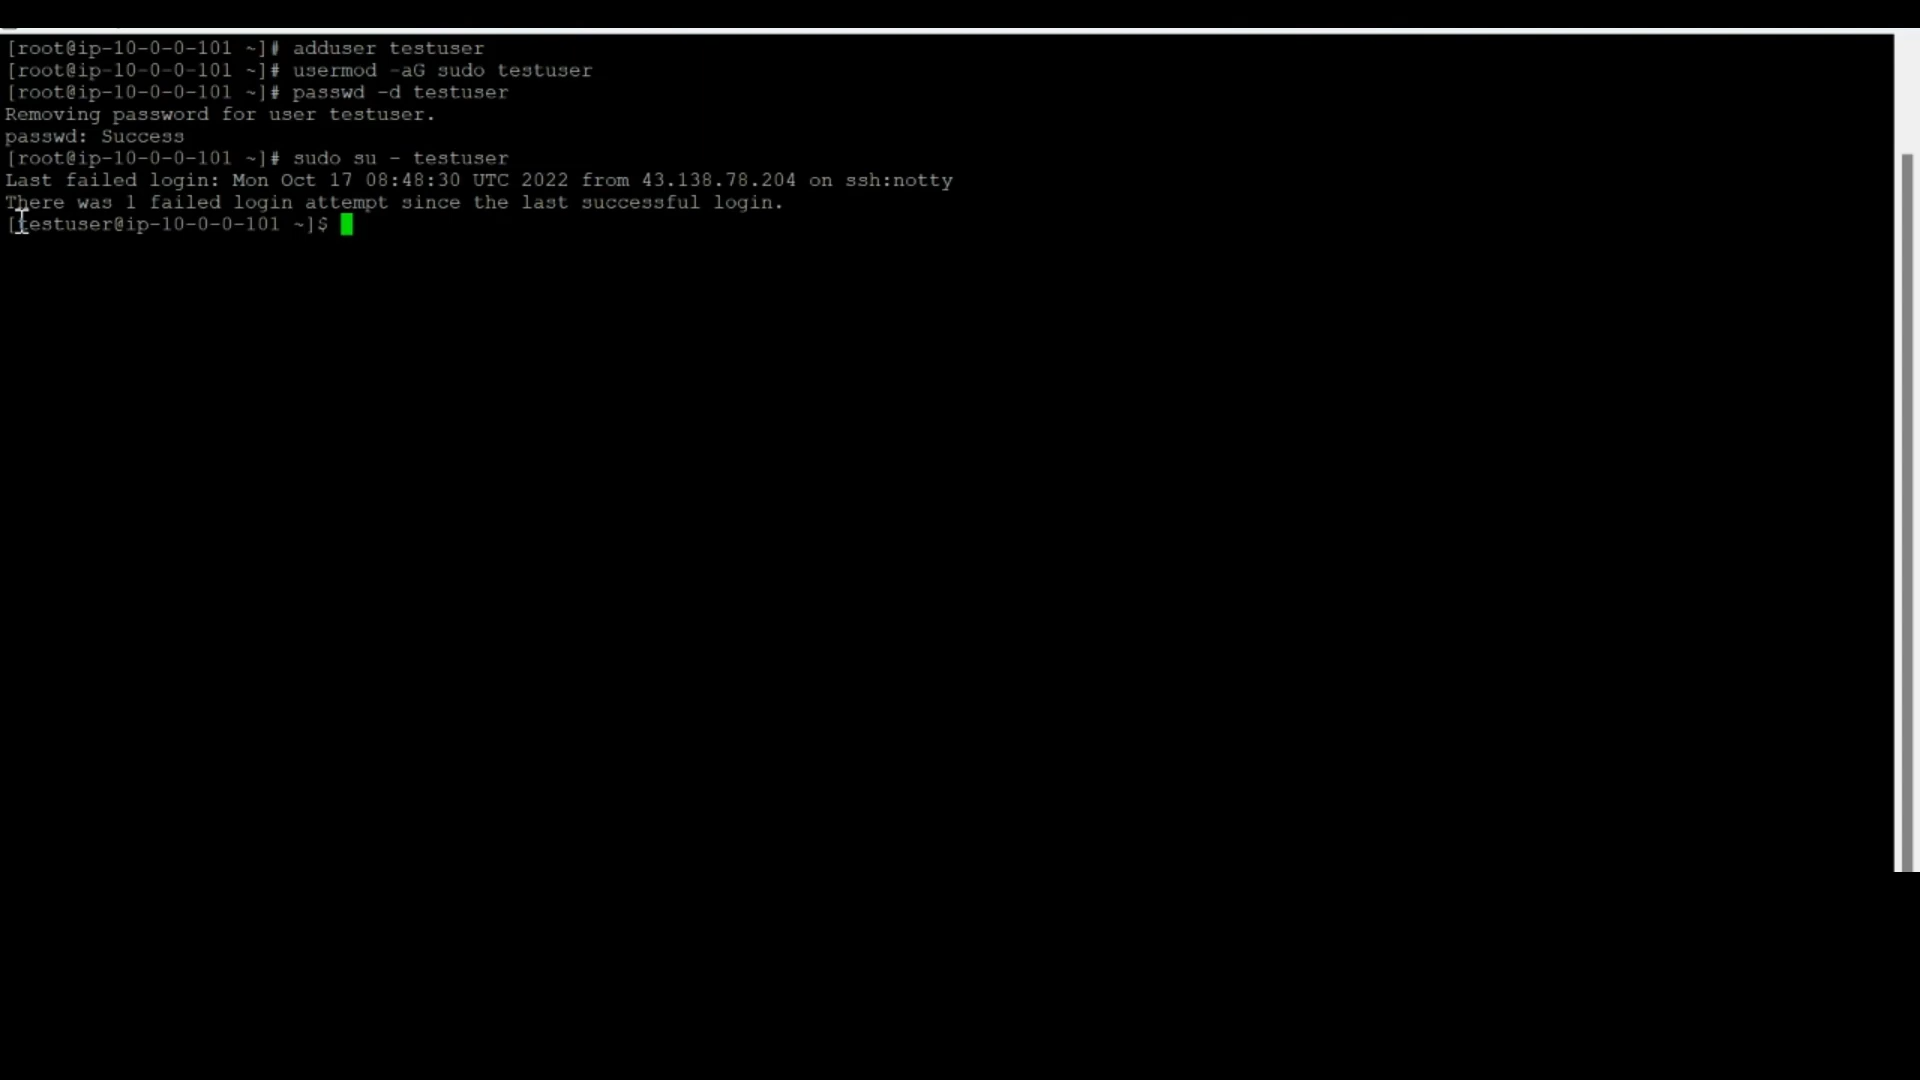 [root@ip-10-0-0-101 ~]# adduser testuser
[root@ip-10-0-0-101 ~]# usermod -aG sudo testuser
[root@ip-10-0-0-101 ~]# passwd -d testuser
Removing password for user testuser.
passwd: Success
[root@ip-10-0-0-101 ~]# sudo su - testuser
Last failed login: Mon Oct 17 08:48:30 UTC 2022 from 43.138.78.204 on ssh:notty
There was 1 failed login attempt since the last successful login.
[testuser@ip-10-0-0-101 ~]$